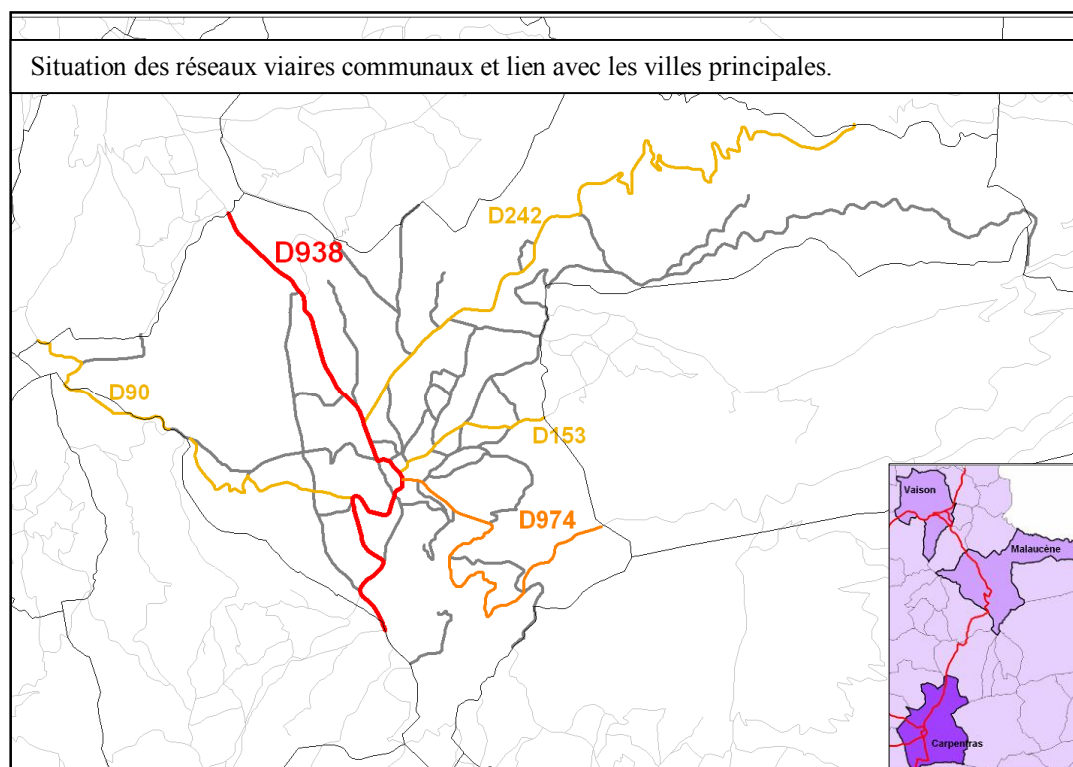 Situation des réseaux viaires communaux et lien avec les villes principales.
D242
D938
D90
D153
D974
Vaison
Malaucène
Carpentras